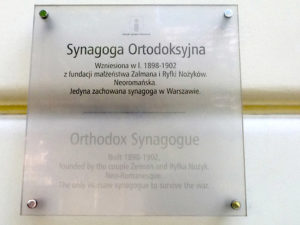 Synagoga Ortodoksyjna
Wzniesiona w l. 1898-1902
z fundacji małżeństwa Zalmana i Ryfki Nożyków.
Neoromańska.
Jedyna zachowana synagoga w Warszawie.
Orthodox Synagogue
Built 1898-1902,
founded by the couple Zelman and Ryfka Nożyk.
Neo-Romanesque.
The only Warsaw synagogue to survive the war.